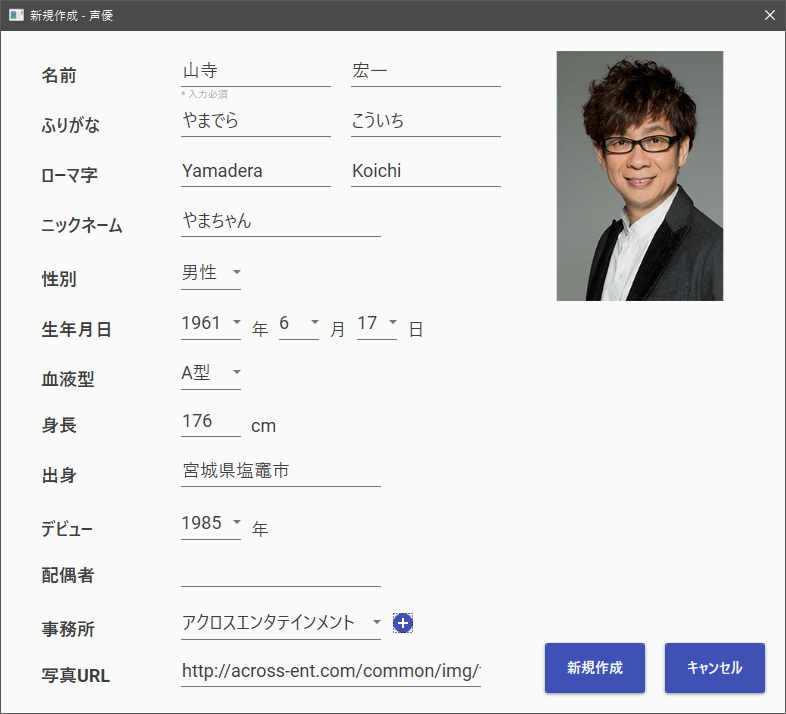 新規作成 - 声優
名前 山寺 宏一
* 入力必須
ふりがな やまでら こういち
ローマ字 Yamadera Koichi
ニックネーム やまちゃん
性別 男性
生年月日 1961 年 6 月 17 日
血液型 A型
身長 176 cm
出身 宮城県塩竈市
デビュー 1985 年
配偶者
事務所 アクロスエンタテインメント
写真URL http://across-ent.com/common/img/
新規作成 キャンセル